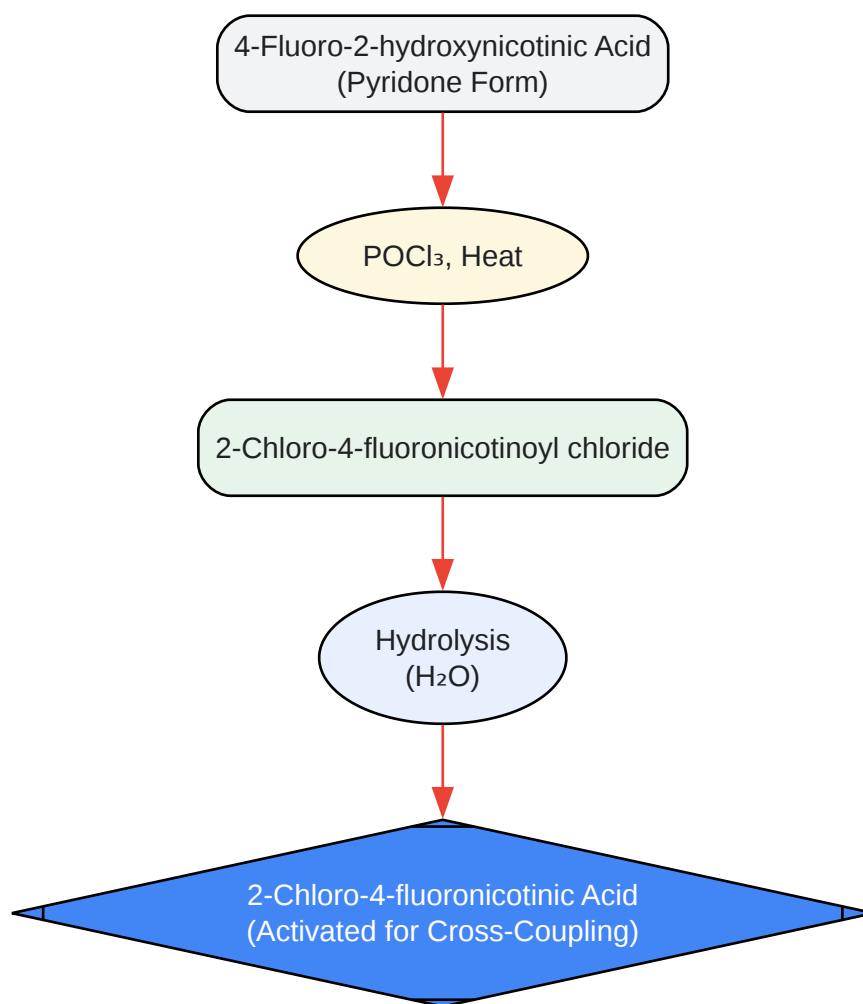 4-Fluoro-2-hydroxynicotinic Acid
(Pyridone Form)
POCl₃, Heat
2-Chloro-4-fluoronicotinoyl chloride
Hydrolysis
(H₂O)
2-Chloro-4-fluoronicotinic Acid
(Activated for Cross-Coupling)